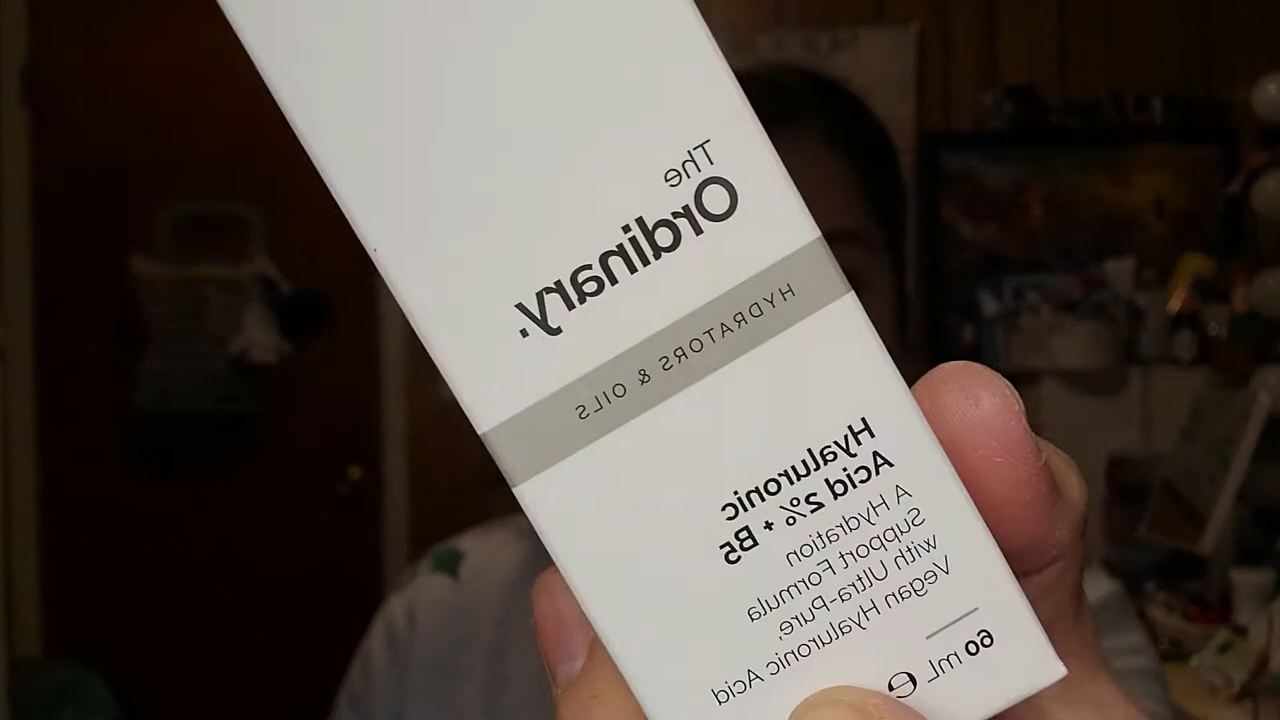 The
Ordinary.
HYDRATORS & OILS
Hyaluronic
Acid 2% + B5
A Hydration
Support Formula
with Ultra-Pure,
Vegan Hyaluronic Acid
60 mL e